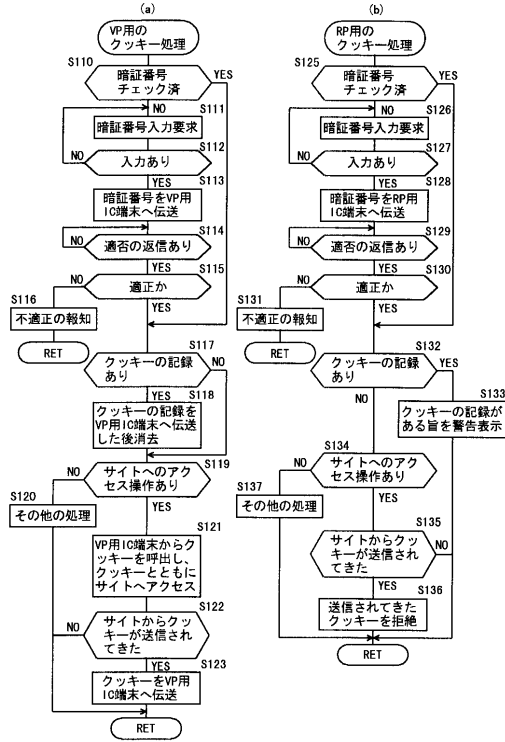 (a)
VP用の
クッキー処理
S110
暗証番号
チェック済
YES
NO
S111
暗証番号入力要求
S112
NO
入力あり
YES
S113
暗証番号をVP用
IC端末へ伝送
S114
NO
適否の返信あり
YES
S115
NO
適正か
S116
YES
不適正の報知
RET
S117
クッキーの記録
あり
NO
YES
S118
クッキーの記録を
VP用IC端末へ伝送
した後消去
S119
NO
サイトへのアク
セス操作あり
S120
YES
その他の処理
S121
VP用IC端末からク
ッキーを呼出し、
クッキーとともに
サイトへアクセス
S122
NO
サイトからクッ
キーが送信され
てきた
YES
S123
クッキーをVP用
IC端末へ伝送
RET
(b)
RP用の
クッキー処理
S125
暗証番号
チェック済
YES
NO
S126
暗証番号入力要求
S127
NO
入力あり
YES
S128
暗証番号をRP用
IC端末へ伝送
S129
NO
適否の返信あり
YES
S130
NO
適正か
S131
YES
不適正の報知
RET
S132
クッキーの記録
あり
YES
NO
S133
クッキーの記録が
ある旨を警告表示
S134
NO
サイトへのアク
セス操作あり
S137
YES
その他の処理
S135
サイトからクッ
キーが送信されて
きた
NO
YES
S136
送信されてきた
クッキーを拒絶
RET